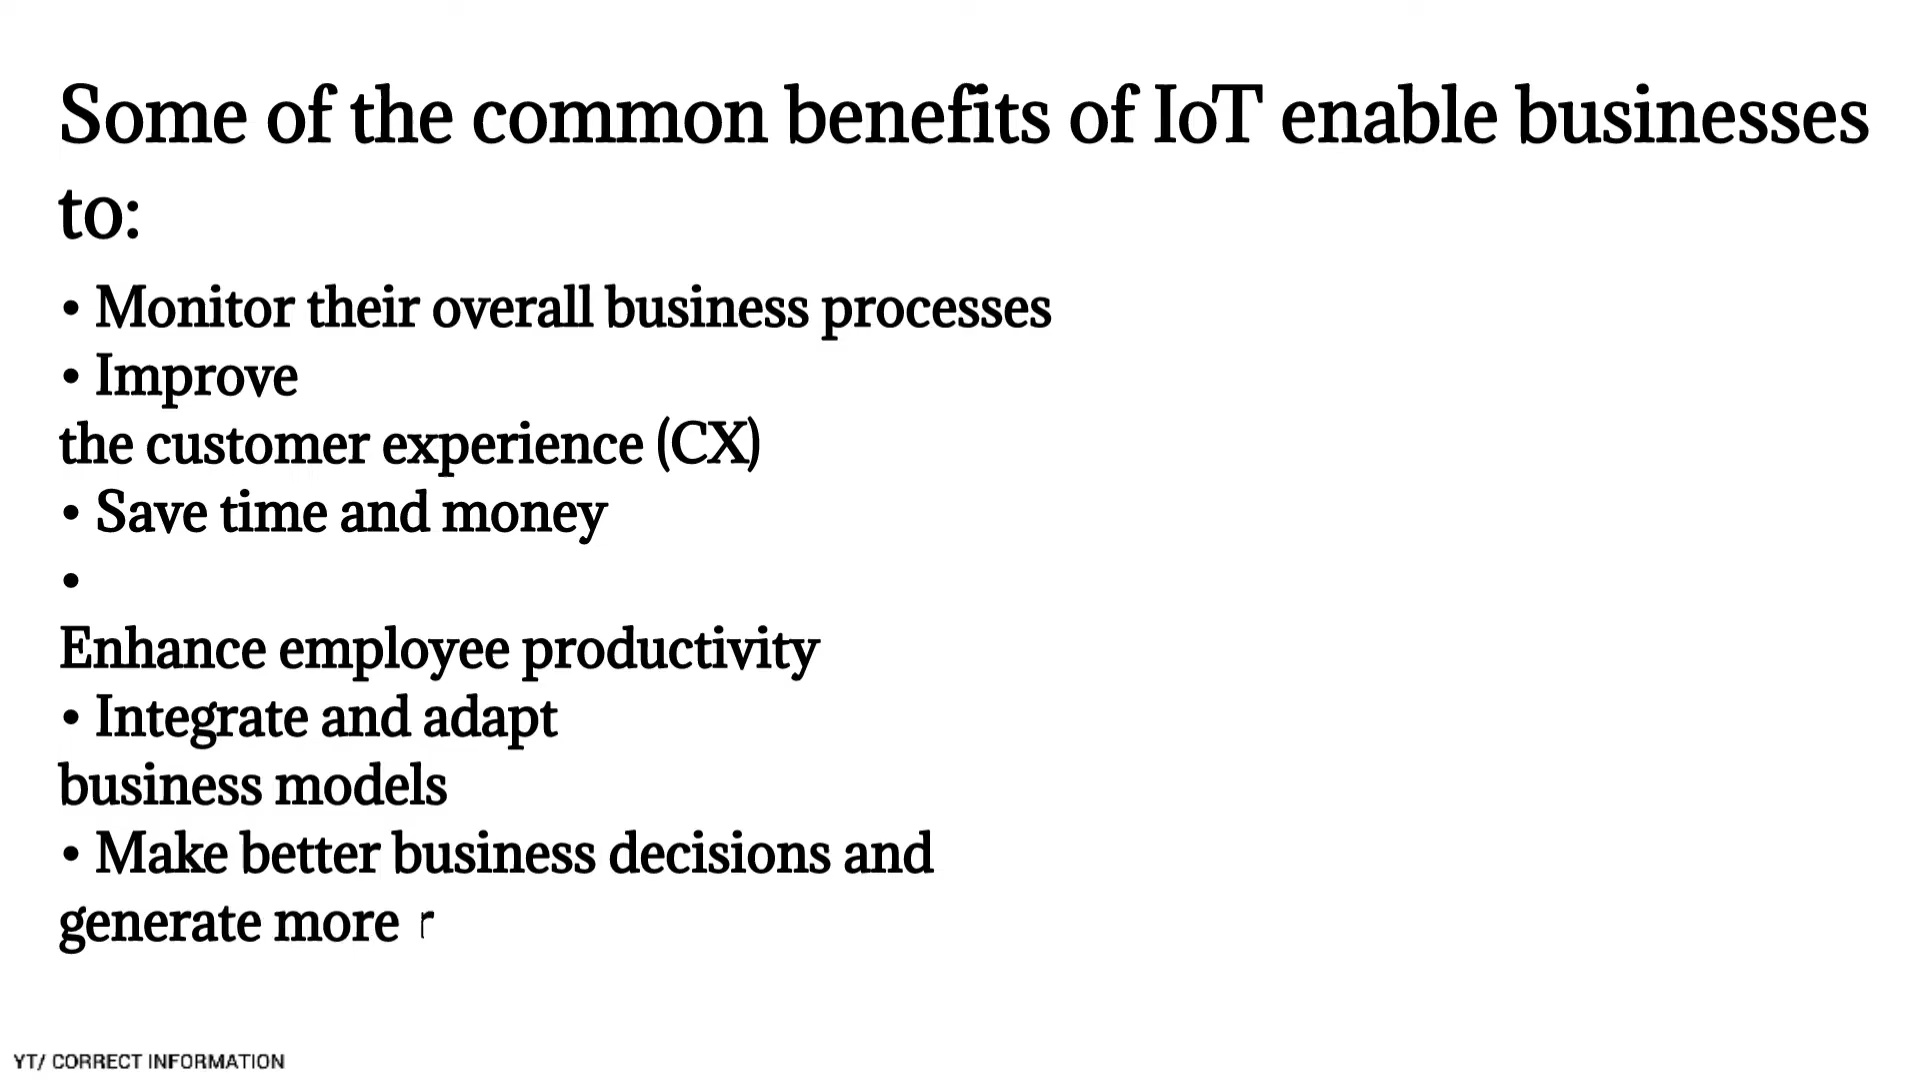 Some of the common benefits of IoT enable businesses
to:
• Monitor their overall business processes
• Improve
the customer experience (CX)
• Save time and money
•
Enhance employee productivity
• Integrate and adapt
business models
• Make better business decisions and
generate more r
YT/ CORRECT INFORMATION